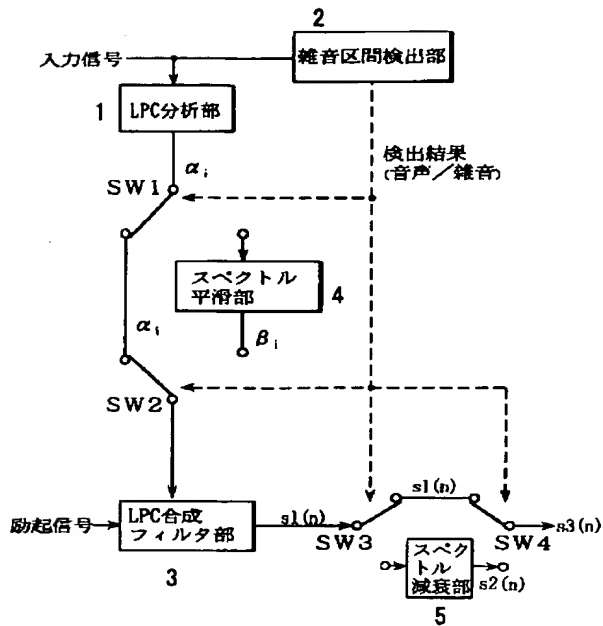 2
入力信号
雑音区間検出部
1
LPC分析部
検出結果
(音声／雑音)
αi
SW1
スペクトル
平滑部
4
αi
βi
SW2
励起信号
LPC合成
フィルタ部
3
s1(n)
SW3
s1(n)
SW4
s3(n)
スペク
トル
減衰部
s2(n)
5